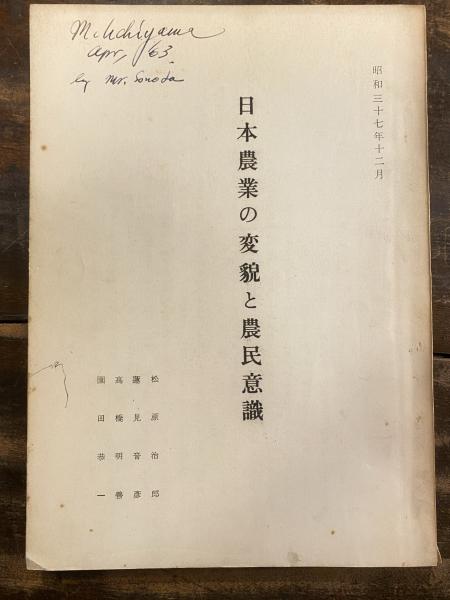 M. Uchiyama
Apr, '63.
by Mr. Sonoda
昭和三十七年十二月
日本農業の変貌と農民意識
松原治郎
蓮見音彦
高橋明善
園田恭一